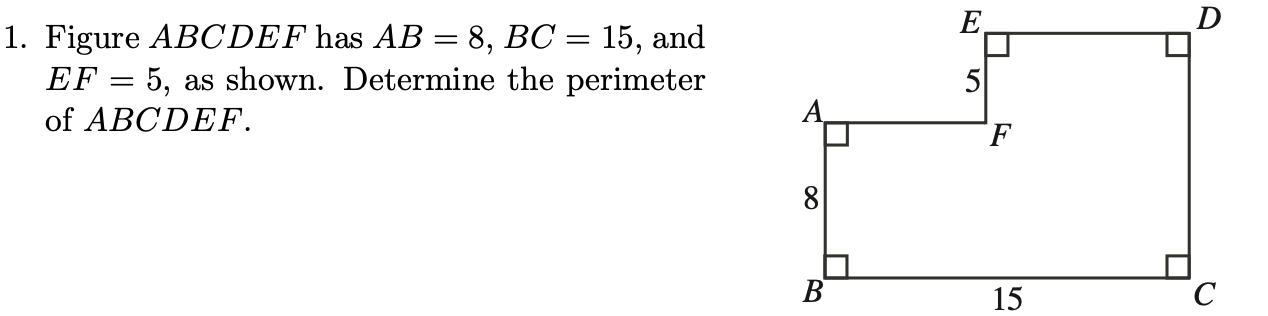 1. Figure ABCDEF has AB = 8, BC = 15, and
EF = 5, as shown. Determine the perimeter
of ABCDEF.
E
D
5
A
F
8
B
15
C